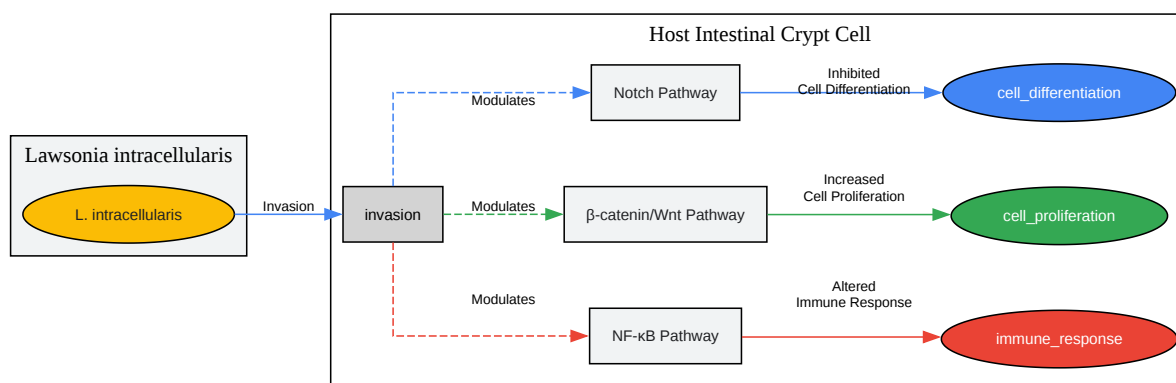 Host Intestinal Crypt Cell
Inhibited
Cell Differentiation
Modulates
Notch Pathway
cell_differentiation
Lawsonia intracellularis
L. intracellularis
Invasion
invasion
Modulates
β-catenin/Wnt Pathway
Increased
Cell Proliferation
cell_proliferation
Modulates
NF-κB Pathway
Altered
Immune Response
immune_response